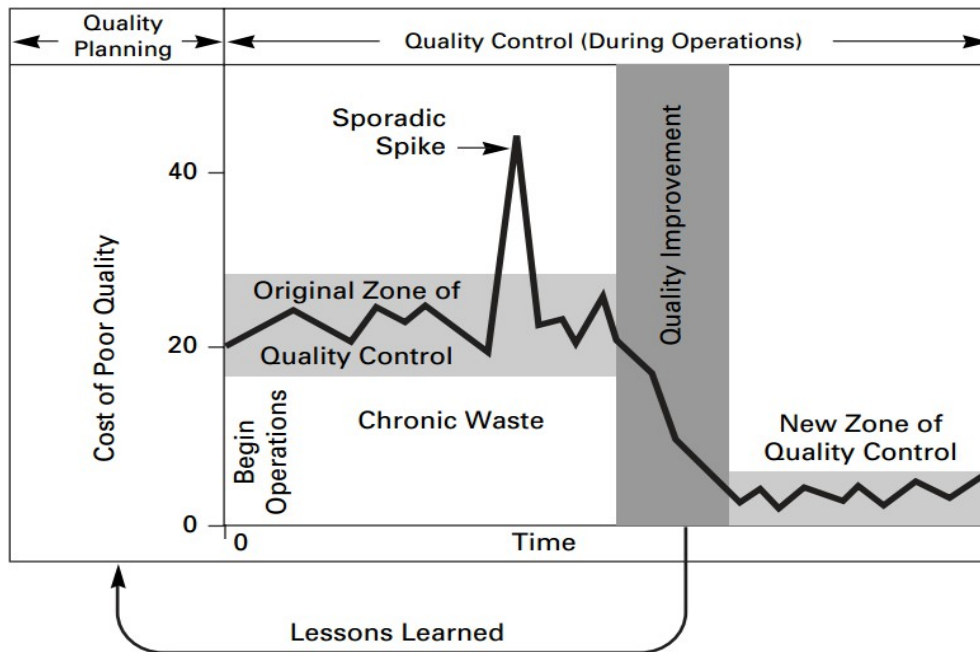 Quality
Planning
Quality Control (During Operations)
Sporadic
Spike
40
20
0
Cost of Poor Quality
Original Zone of
Quality Control
Begin
Operations
Chronic Waste
Quality Improvement
New Zone of
Quality Control
0
Time
Lessons Learned